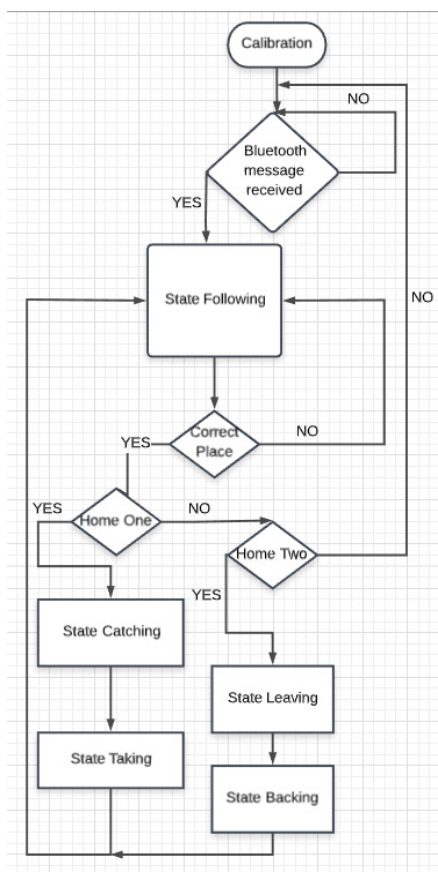 Calibration
NO
Bluetooth
message
received
YES
State Following
NO
Correct
Place
YES
NO
YES
NO
Home One
Home Two
YES
State Catching
State Leaving
State Taking
State Backing